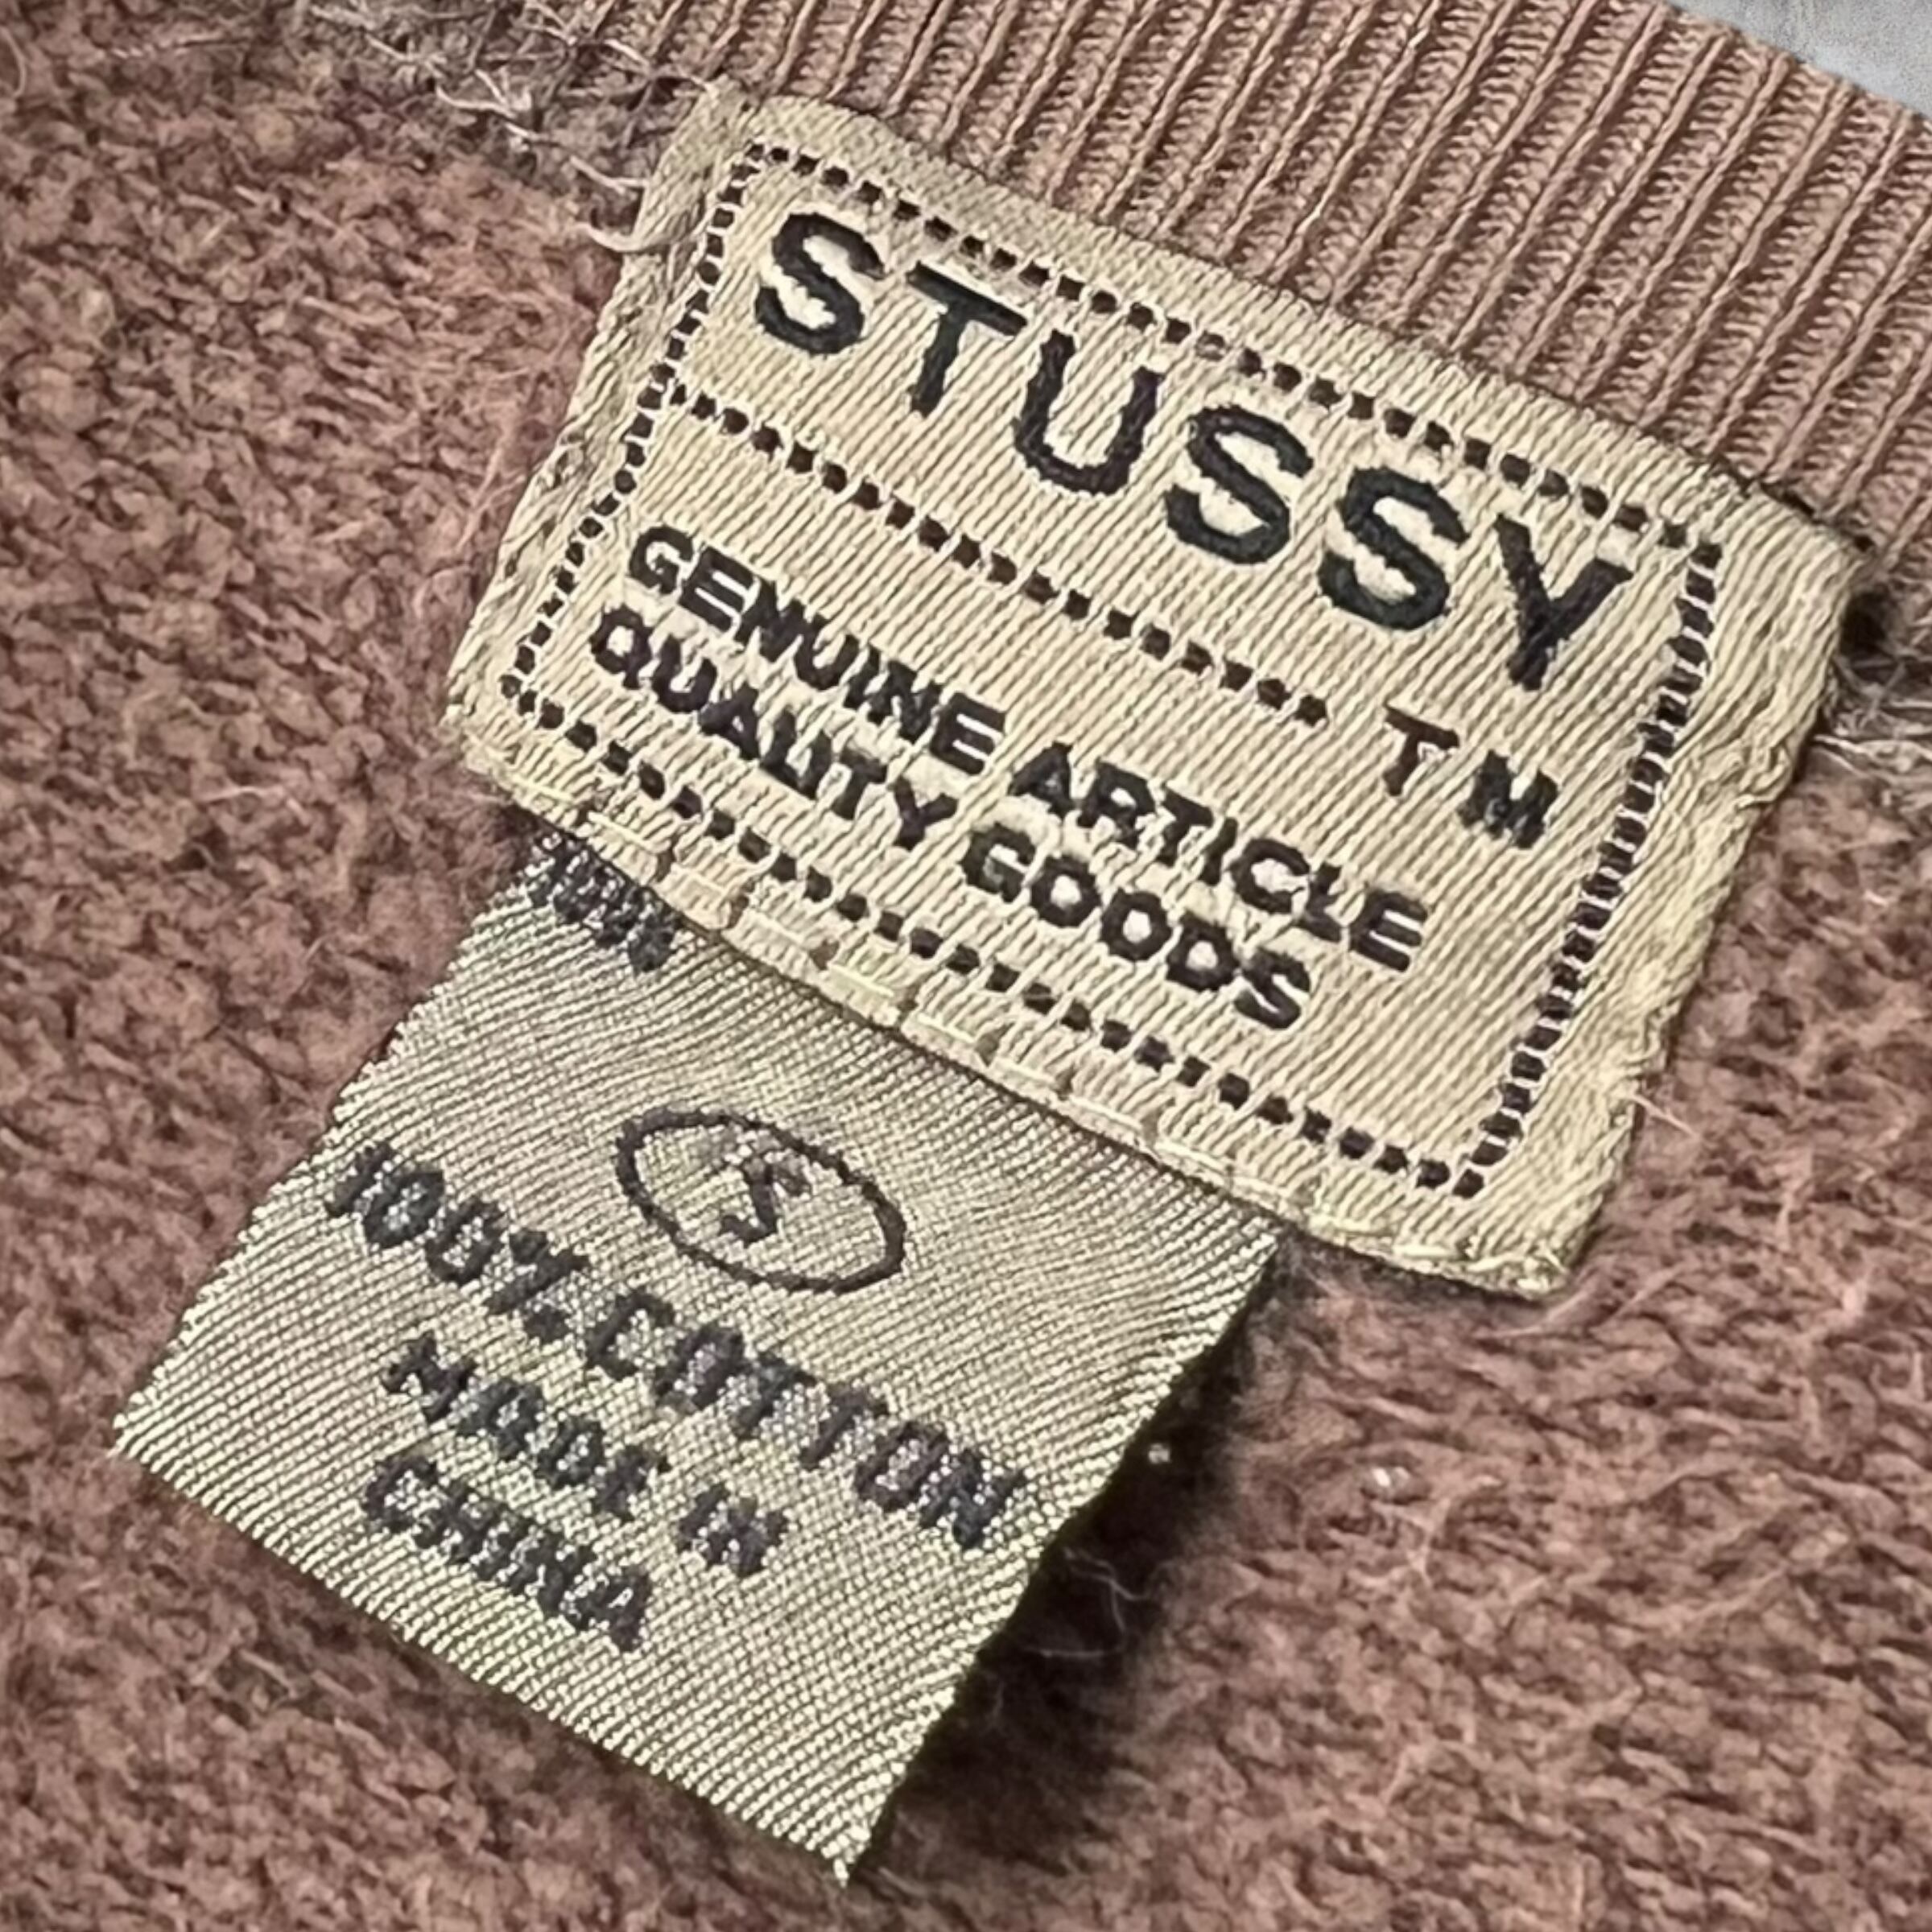 STUSSY
TM
GENUINE ARTICLE
QUALITY GOODS
S
100% COTTON
MADE IN
CHINA